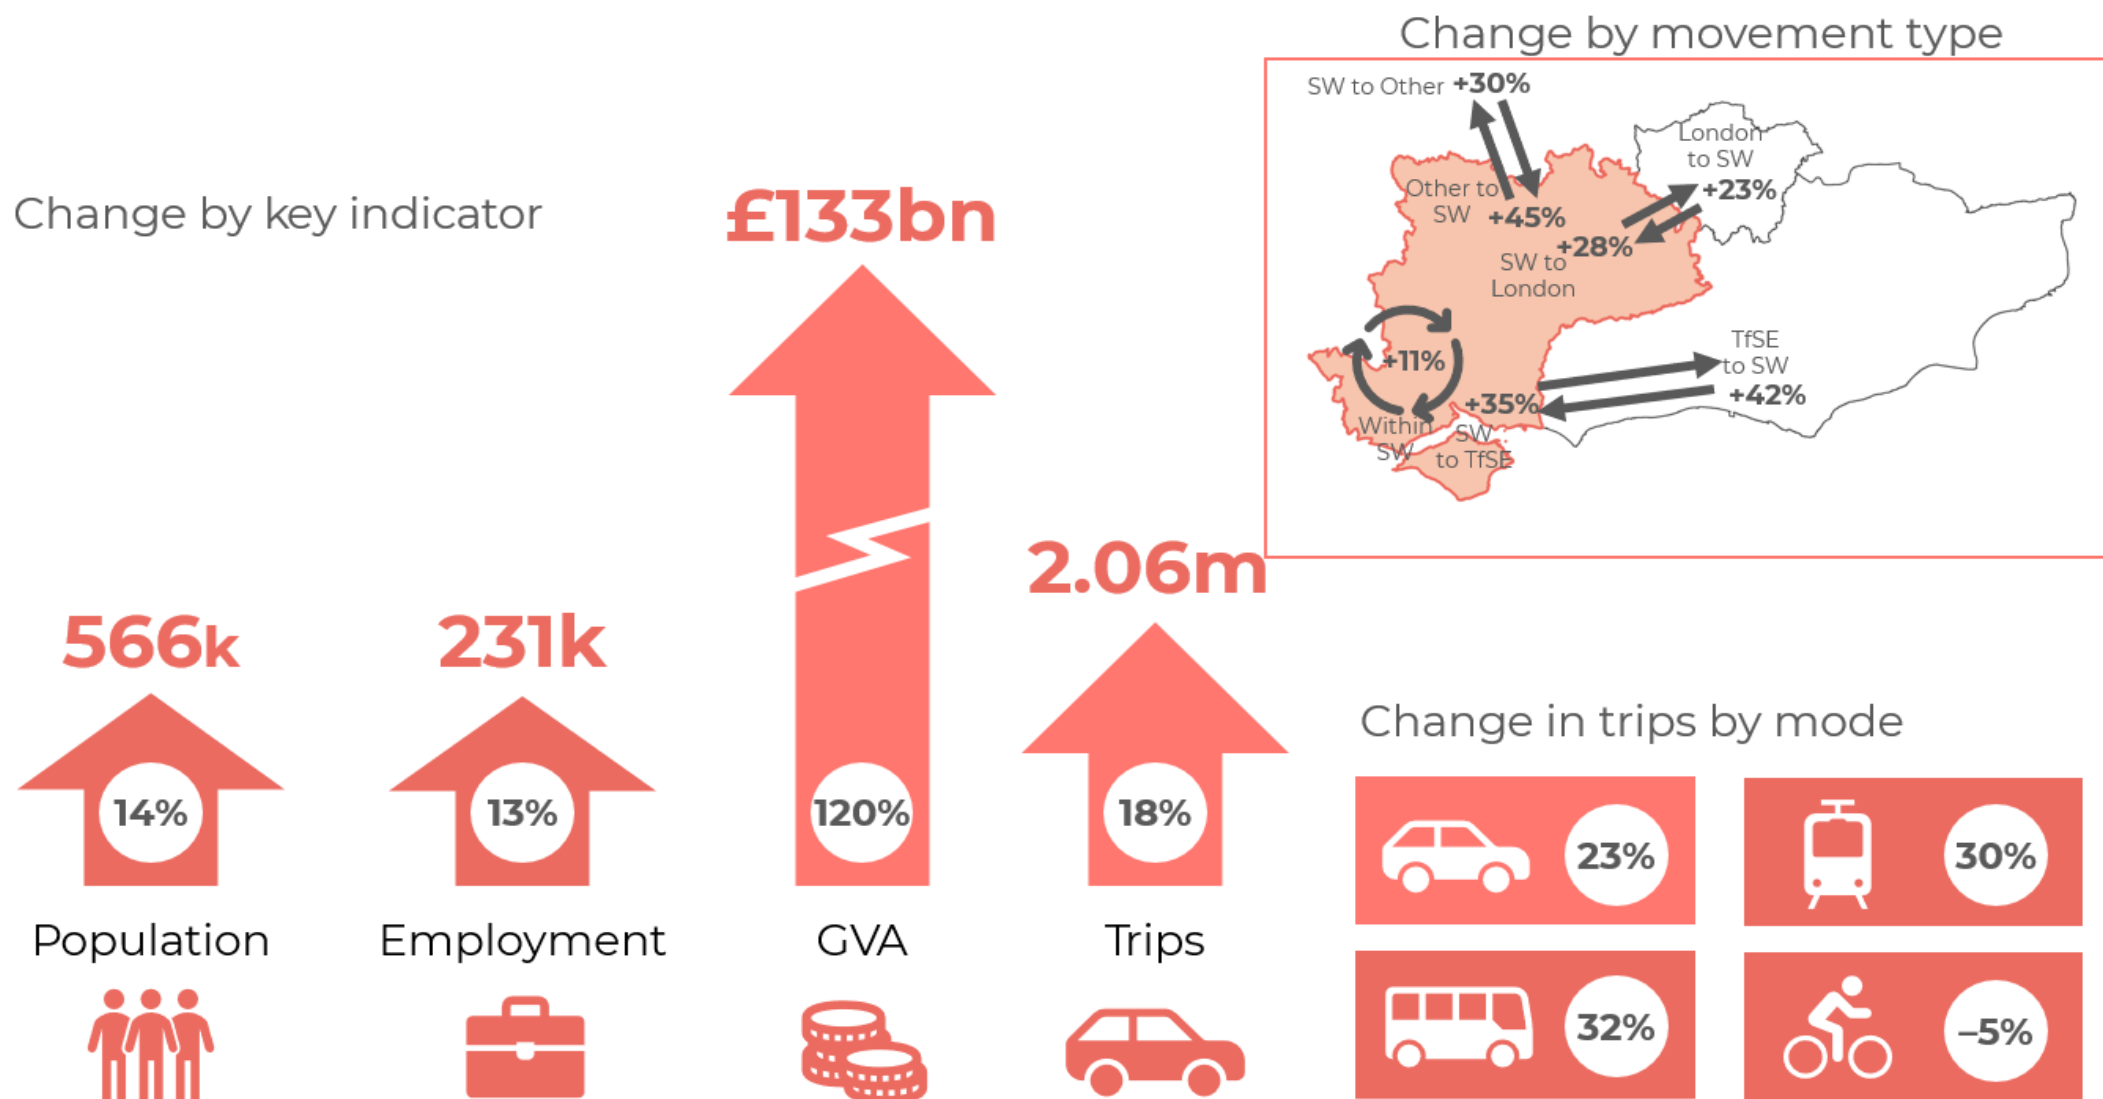 Change by movement type
SW to Other +30%
London
to SW
+23%
Other to
SW +45%
+28%
SW to
London
+11%
Within
SW
+35%
SW
to TfSE
TfSE
to SW
+42%
Change by key indicator
£133bn
2.06m
566k
231k
14%
13%
120%
18%
Population
Employment
GVA
Trips
Change in trips by mode
23%
30%
32%
–5%